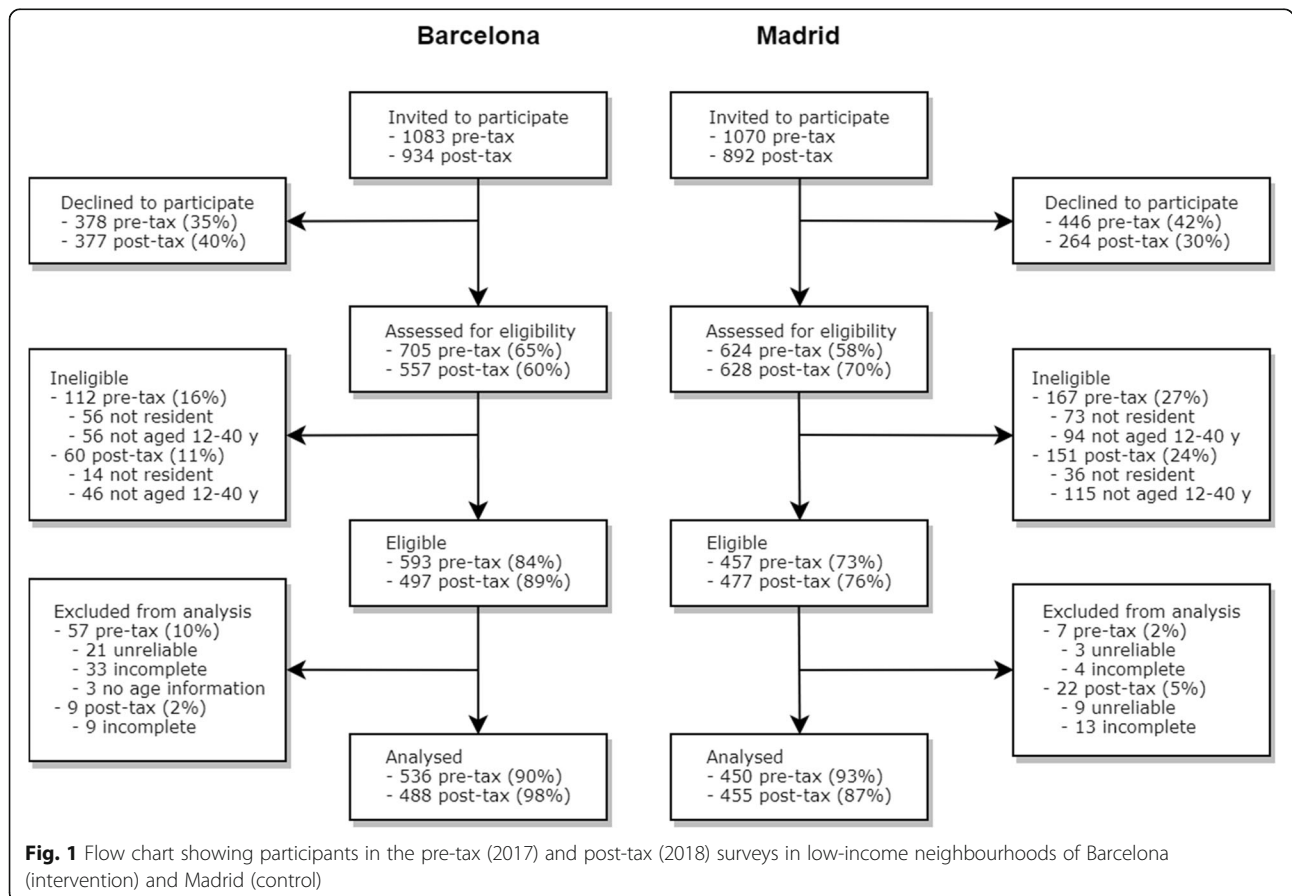 Barcelona
Madrid
Invited to participate
- 1083 pre-tax
- 934 post-tax
Invited to participate
- 1070 pre-tax
- 892 post-tax
Declined to participate
- 378 pre-tax (35%)
- 377 post-tax (40%)
Declined to participate
- 446 pre-tax (42%)
- 264 post-tax (30%)
Assessed for eligibility
- 705 pre-tax (65%)
- 557 post-tax (60%)
Assessed for eligibility
- 624 pre-tax (58%)
- 628 post-tax (70%)
Ineligible
- 112 pre-tax (16%)
- 56 not resident
- 56 not aged 12-40 y
- 60 post-tax (11%)
- 14 not resident
- 46 not aged 12-40 y
Ineligible
- 167 pre-tax (27%)
- 73 not resident
- 94 not aged 12-40 y
- 151 post-tax (24%)
- 36 not resident
- 115 not aged 12-40 y
Eligible
- 593 pre-tax (84%)
- 497 post-tax (89%)
Eligible
- 457 pre-tax (73%)
- 477 post-tax (76%)
Excluded from analysis
- 57 pre-tax (10%)
- 21 unreliable
- 33 incomplete
- 3 no age information
- 9 post-tax (2%)
- 9 incomplete
Excluded from analysis
- 7 pre-tax (2%)
- 3 unreliable
- 4 incomplete
- 22 post-tax (5%)
- 9 unreliable
- 13 incomplete
Analysed
- 536 pre-tax (90%)
- 488 post-tax (98%)
Analysed
- 450 pre-tax (93%)
- 455 post-tax (87%)
Fig. 1 Flow chart showing participants in the pre-tax (2017) and post-tax (2018) surveys in low-income neighbourhoods of Barcelona
(intervention) and Madrid (control)